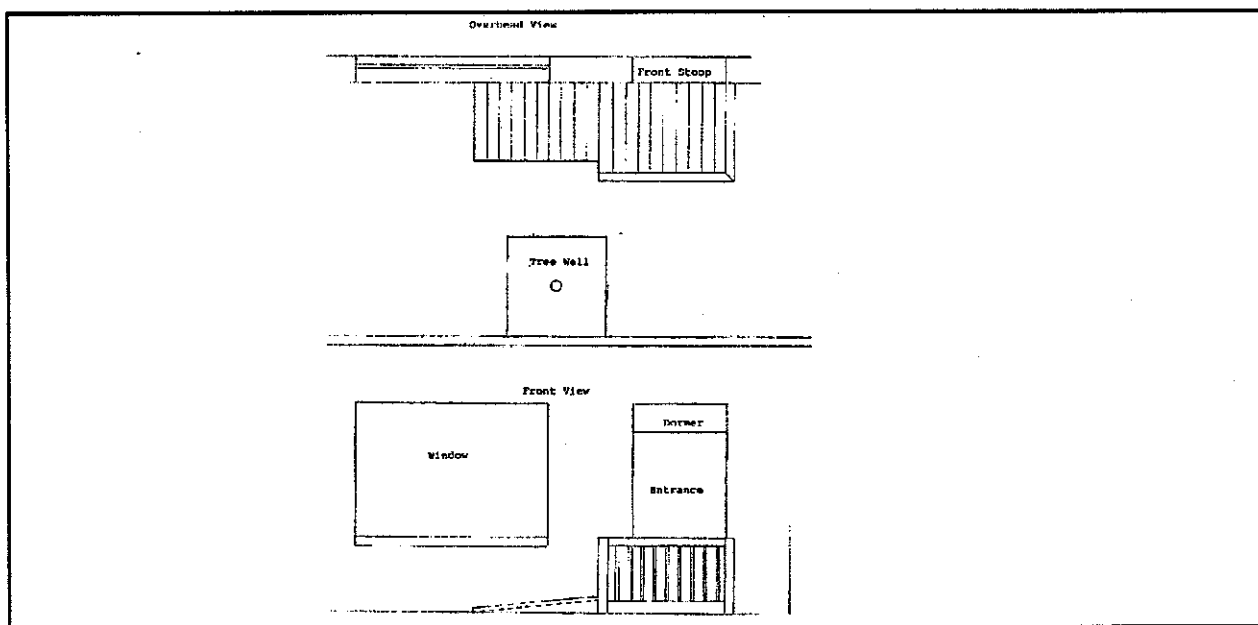 Overhead View
Front Stoop
Tree Well
Front View
Dormer
Window
Entrance